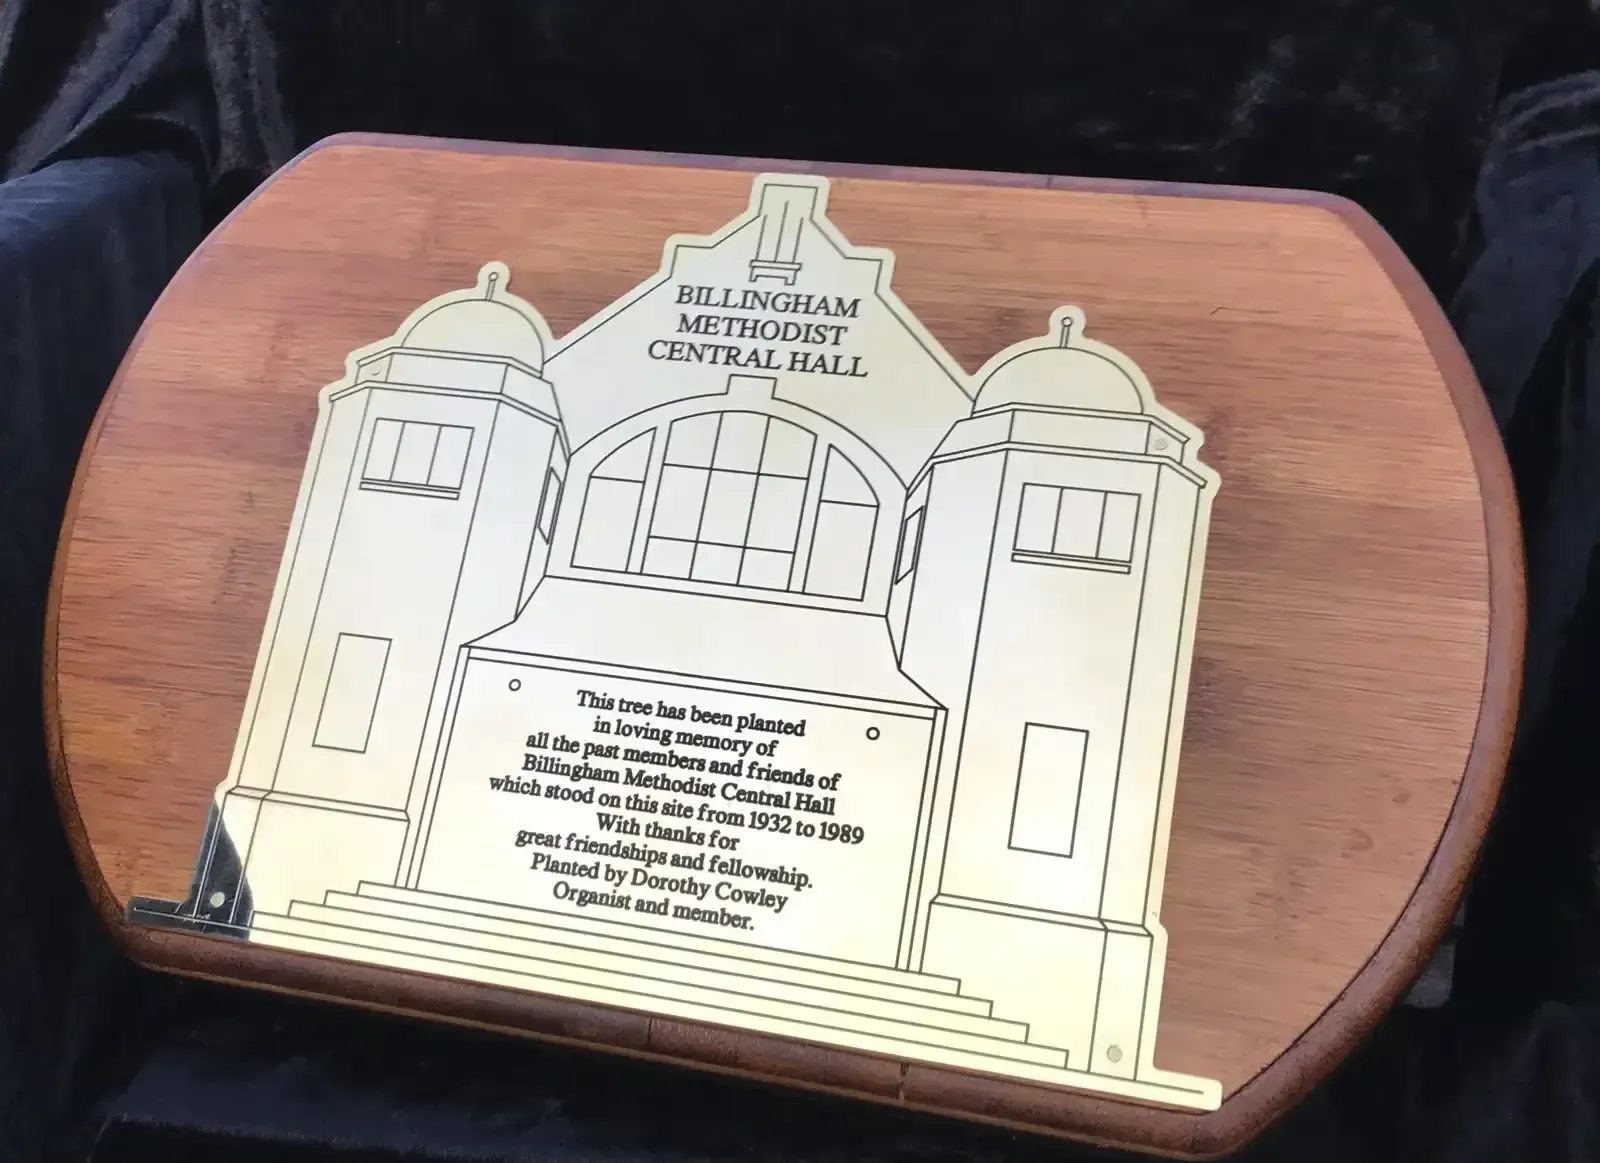 BILLINGHAM
METHODIST
CENTRAL HALL
This tree has been planted
in loving memory of
all the past members and friends of
Billingham Methodist Central Hall
which stood on this site from 1932 to 1989
With thanks for
great friendships and fellowship.
Planted by Dorothy Cowley
Organist and member.